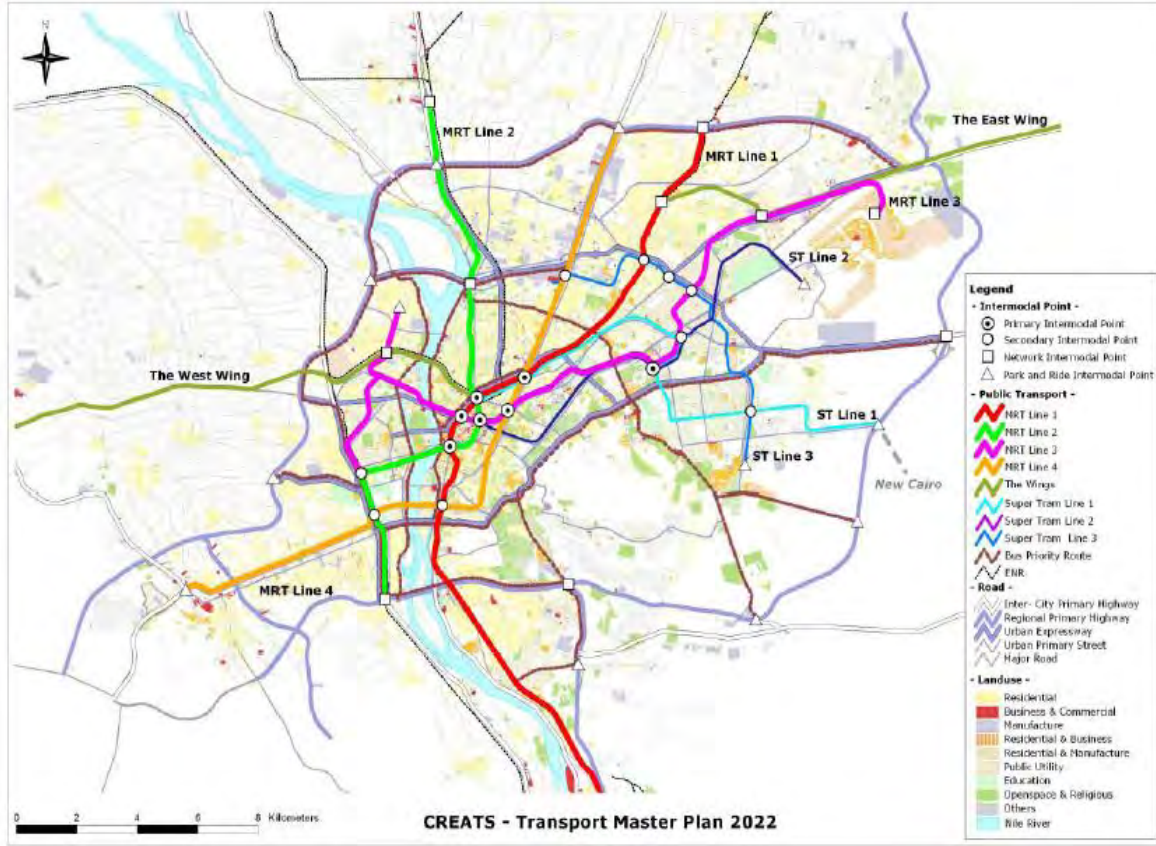 MRT Line 2
The East Wing
MRT Line 1
MRT Line 3
ST Line 2
The West Wing
ST Line 1
ST Line 3
New Cairo
MRT Line 4
Legend
- Intermodal Point -
Primary Intermodal Point
Secondary Intermodal Point
Network Intermodal Point
Park and Ride Intermodal Point
- Public Transport -
MRT Line 1
MRT Line 2
MRT Line 3
MRT Line 4
The Wings
Super Tram Line 1
Super Tram Line 2
Super Tram Line 3
Bus Priority Route
ENR
- Road -
Inter- City Primary Highway
Regional Primary Highway
Urban Expressway
Urban Primary Street
Major Road
- Landuse -
Residential
Business & Commercial
Manufacture
Residential & Business
Residential & Manufacture
Public Utility
Education
Openspace & Religious
Others
Nile River
0 2 4 6 8 Kilometers
CREATS - Transport Master Plan 2022